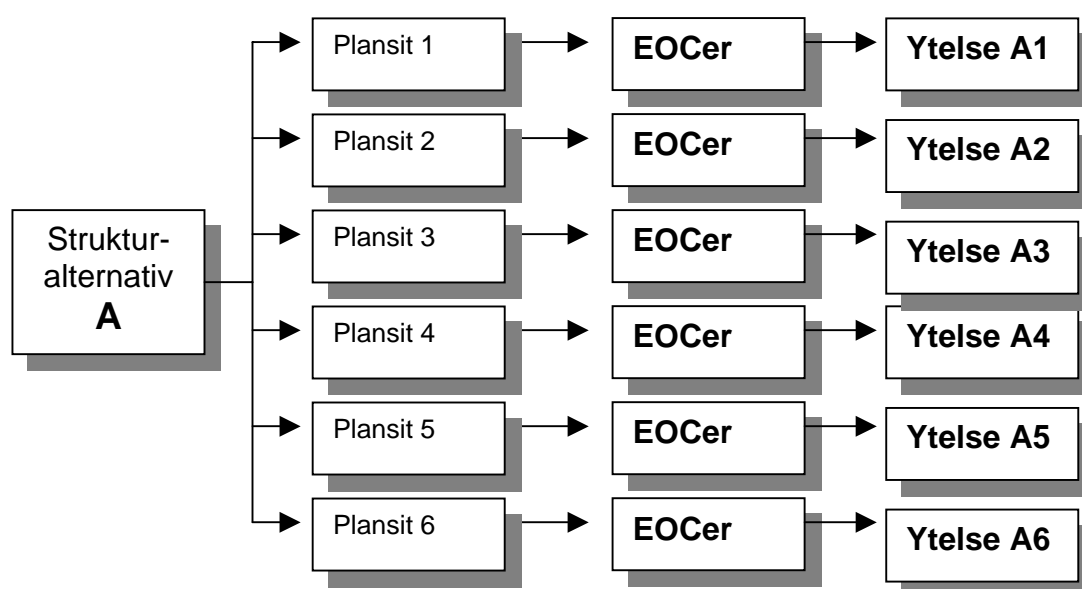 Plansit 1
EOCer
Ytelse A1
Plansit 2
EOCer
Ytelse A2
Struktur-
alternativ
A
Plansit 3
EOCer
Ytelse A3
Plansit 4
EOCer
Ytelse A4
Plansit 5
EOCer
Ytelse A5
Plansit 6
EOCer
Ytelse A6